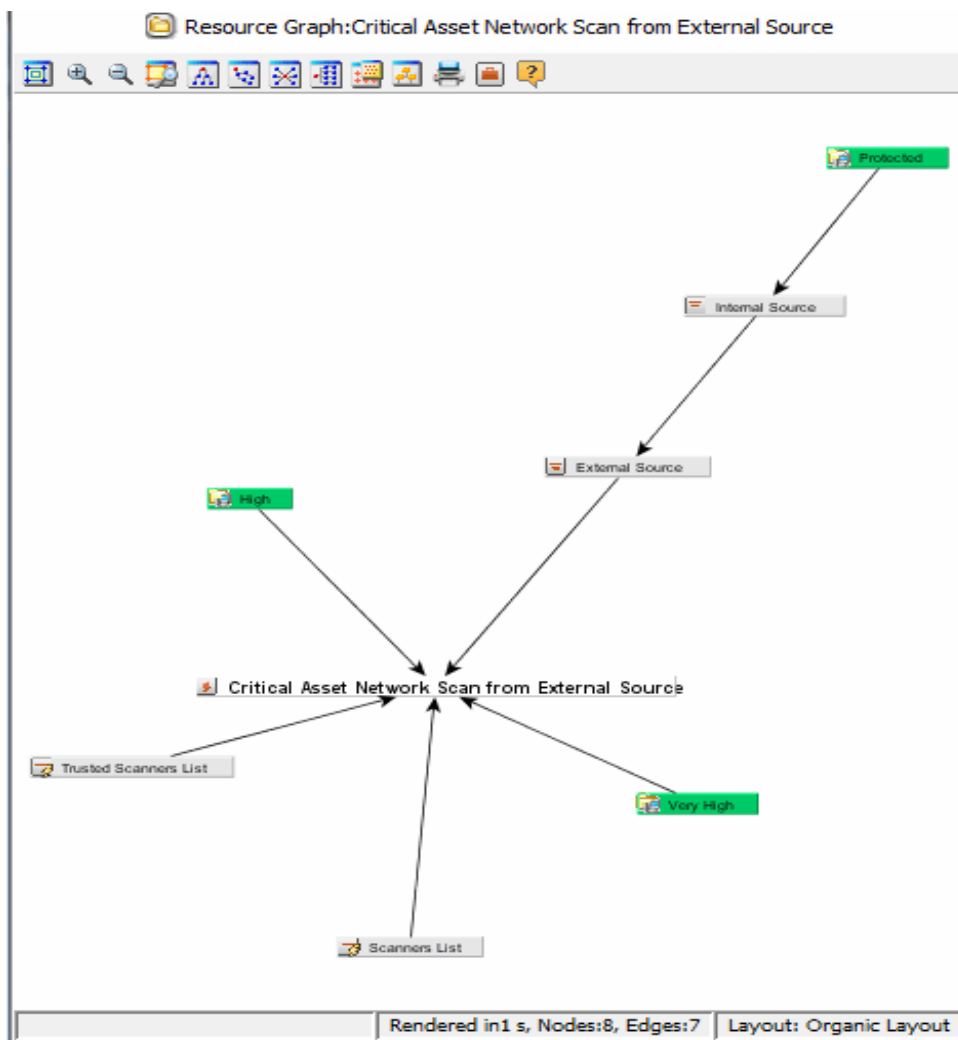 Resource Graph:Critical Asset Network Scan from External Source
Protected
Internal Source
External Source
High
Critical Asset Network Scan from External Source
Trusted Scanners List
Very High
Scanners List
Rendered in1 s, Nodes:8, Edges:7 Layout: Organic Layout